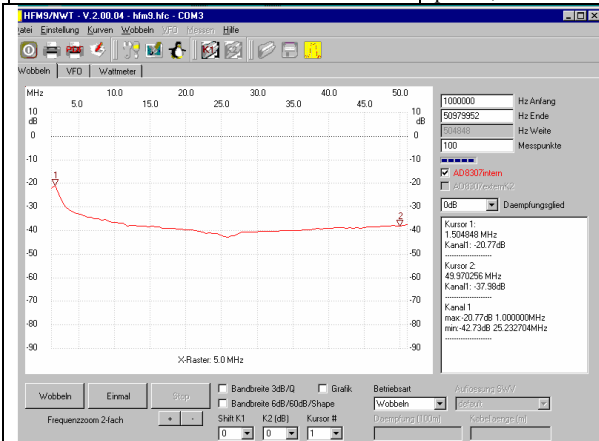 HFM9/NWT - V.2.00.04 - hfm9.hfc - COM3
atei Einstellung Kurven Wobbeln VFO Messen Hilfe
Wobbeln VFO Wattmeter
MHz 10.0 20.0 30.0 40.0 50.0
5.0 15.0 25.0 35.0 45.0
10 10
dB dB
0 0
-10 -10
-20 -20
-30 -30
-40 -40
-50 -50
-60 -60
-70 -70
-80 -80
-90 -90
1
2
X-Raster: 5.0 MHz
1000000 Hz Anfang
50979952 Hz Ende
504848 Hz Weite
100 Messpunkte
AD8307intern
0dB Daempfungsglied
Kursor 1:
1.504848 MHz
Kanal1: -20.77dB
--------------------
Kursor 2:
49.970256 MHz
Kanal1: -37.98dB
--------------------
Kanal 1
max:-20.77dB 1.000000MHz
min:-42.73dB 25.232704MHz
--------------------
Wobbeln Einmal Stop
Frequenzzoom 2-fach + -
Bandbreite 3dB/Q Grafik
Bandbreite 6dB/60dB/Shape
Shift K1 K2 (dB) Kursor #
0 0 1
Betriebsart
Wobbeln
Aufloesung SWV
default
Daempfung (100m) Kabellaenge (m)